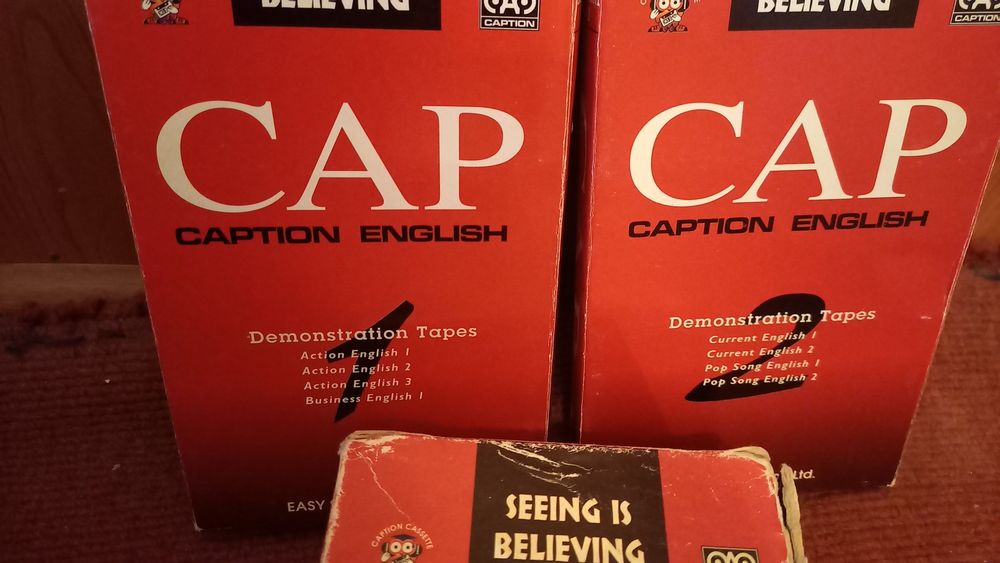 BELIEVING
CAPTION
CAP
CAPTION ENGLISH
1
Demonstration Tapes
Action English 1
Action English 2
Action English 3
Business English 1
EASY
BELIEVING
CAPTION
CAP
CAPTION ENGLISH
2
Demonstration Tapes
Current English 1
Current English 2
Pop Song English 1
Pop Song English 2
Ltd.
SEEING IS
BELIEVING
CAPTION CASSETTE